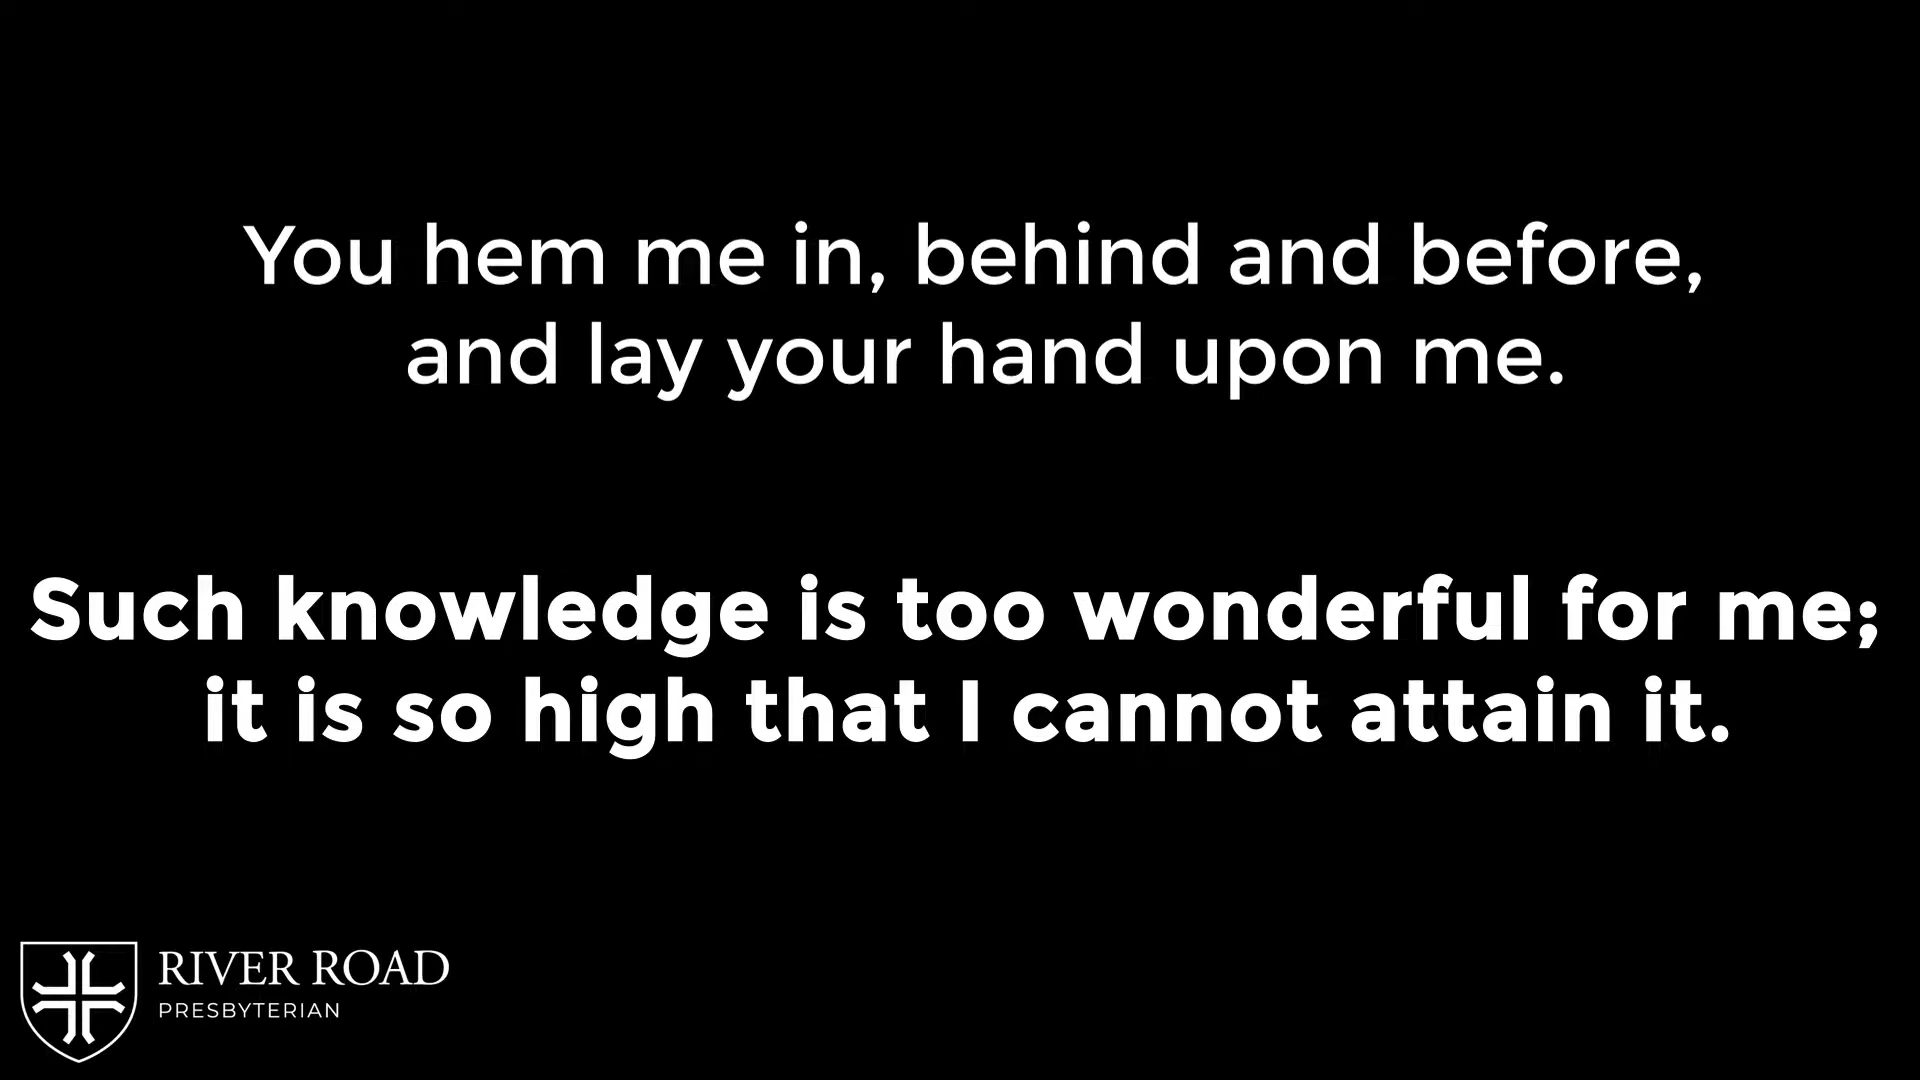 You hem me in, behind and before,
and lay your hand upon me.
Such knowledge is too wonderful for me;
it is so high that I cannot attain it.
RIVER ROAD
PRESBYTERIAN